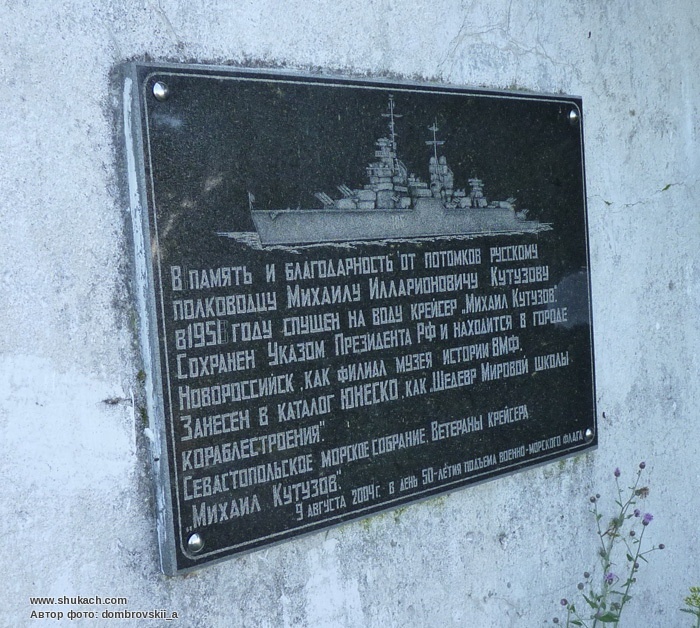 В память и благодарность от потомков русскому
полководцу Михаилу Илларионовичу Кутузову
в 1951 году спущен на воду крейсер „Михаил Кутузов".
Сохранен Указом Президента РФ и находится в городе
Новороссийск, как филиал музея истории ВМФ.
Занесен в каталог ЮНЕСКО, как „Шедевр Мировой школы
кораблестроения".
Севастопольское морское собрание, Ветераны крейсера
„Михаил Кутузов".
9 августа 2004г. в день 50-летия подъема военно-морского флага
www.shukach.com
Автор фото: dombrovskii_a